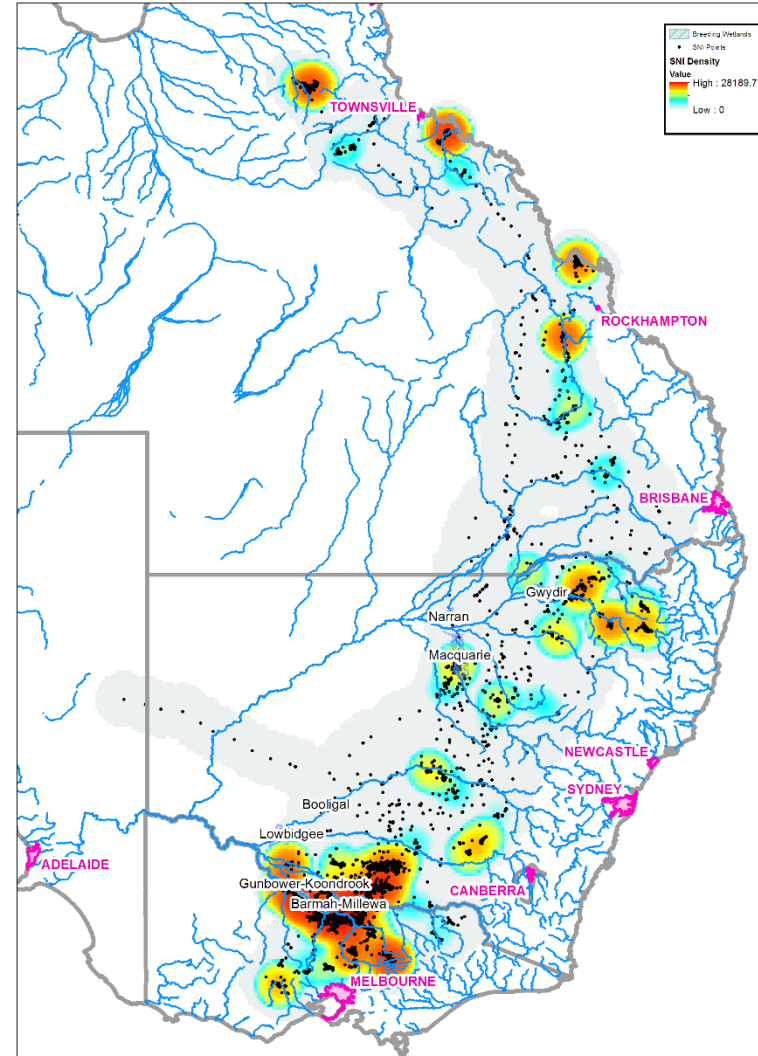 Breeding Wetlands
SNI Points
SNI Density
Value
High : 28189.7
Low : 0
TOWNSVILLE
ROCKHAMPTON
BRISBANE
Gwydir
Narran
Macquarie
NEWCASTLE
SYDNEY
Booligal
Lowbidgee
ADELAIDE
Gunbower-Koondrook
CANBERRA
Barmah-Millewa
MELBOURNE